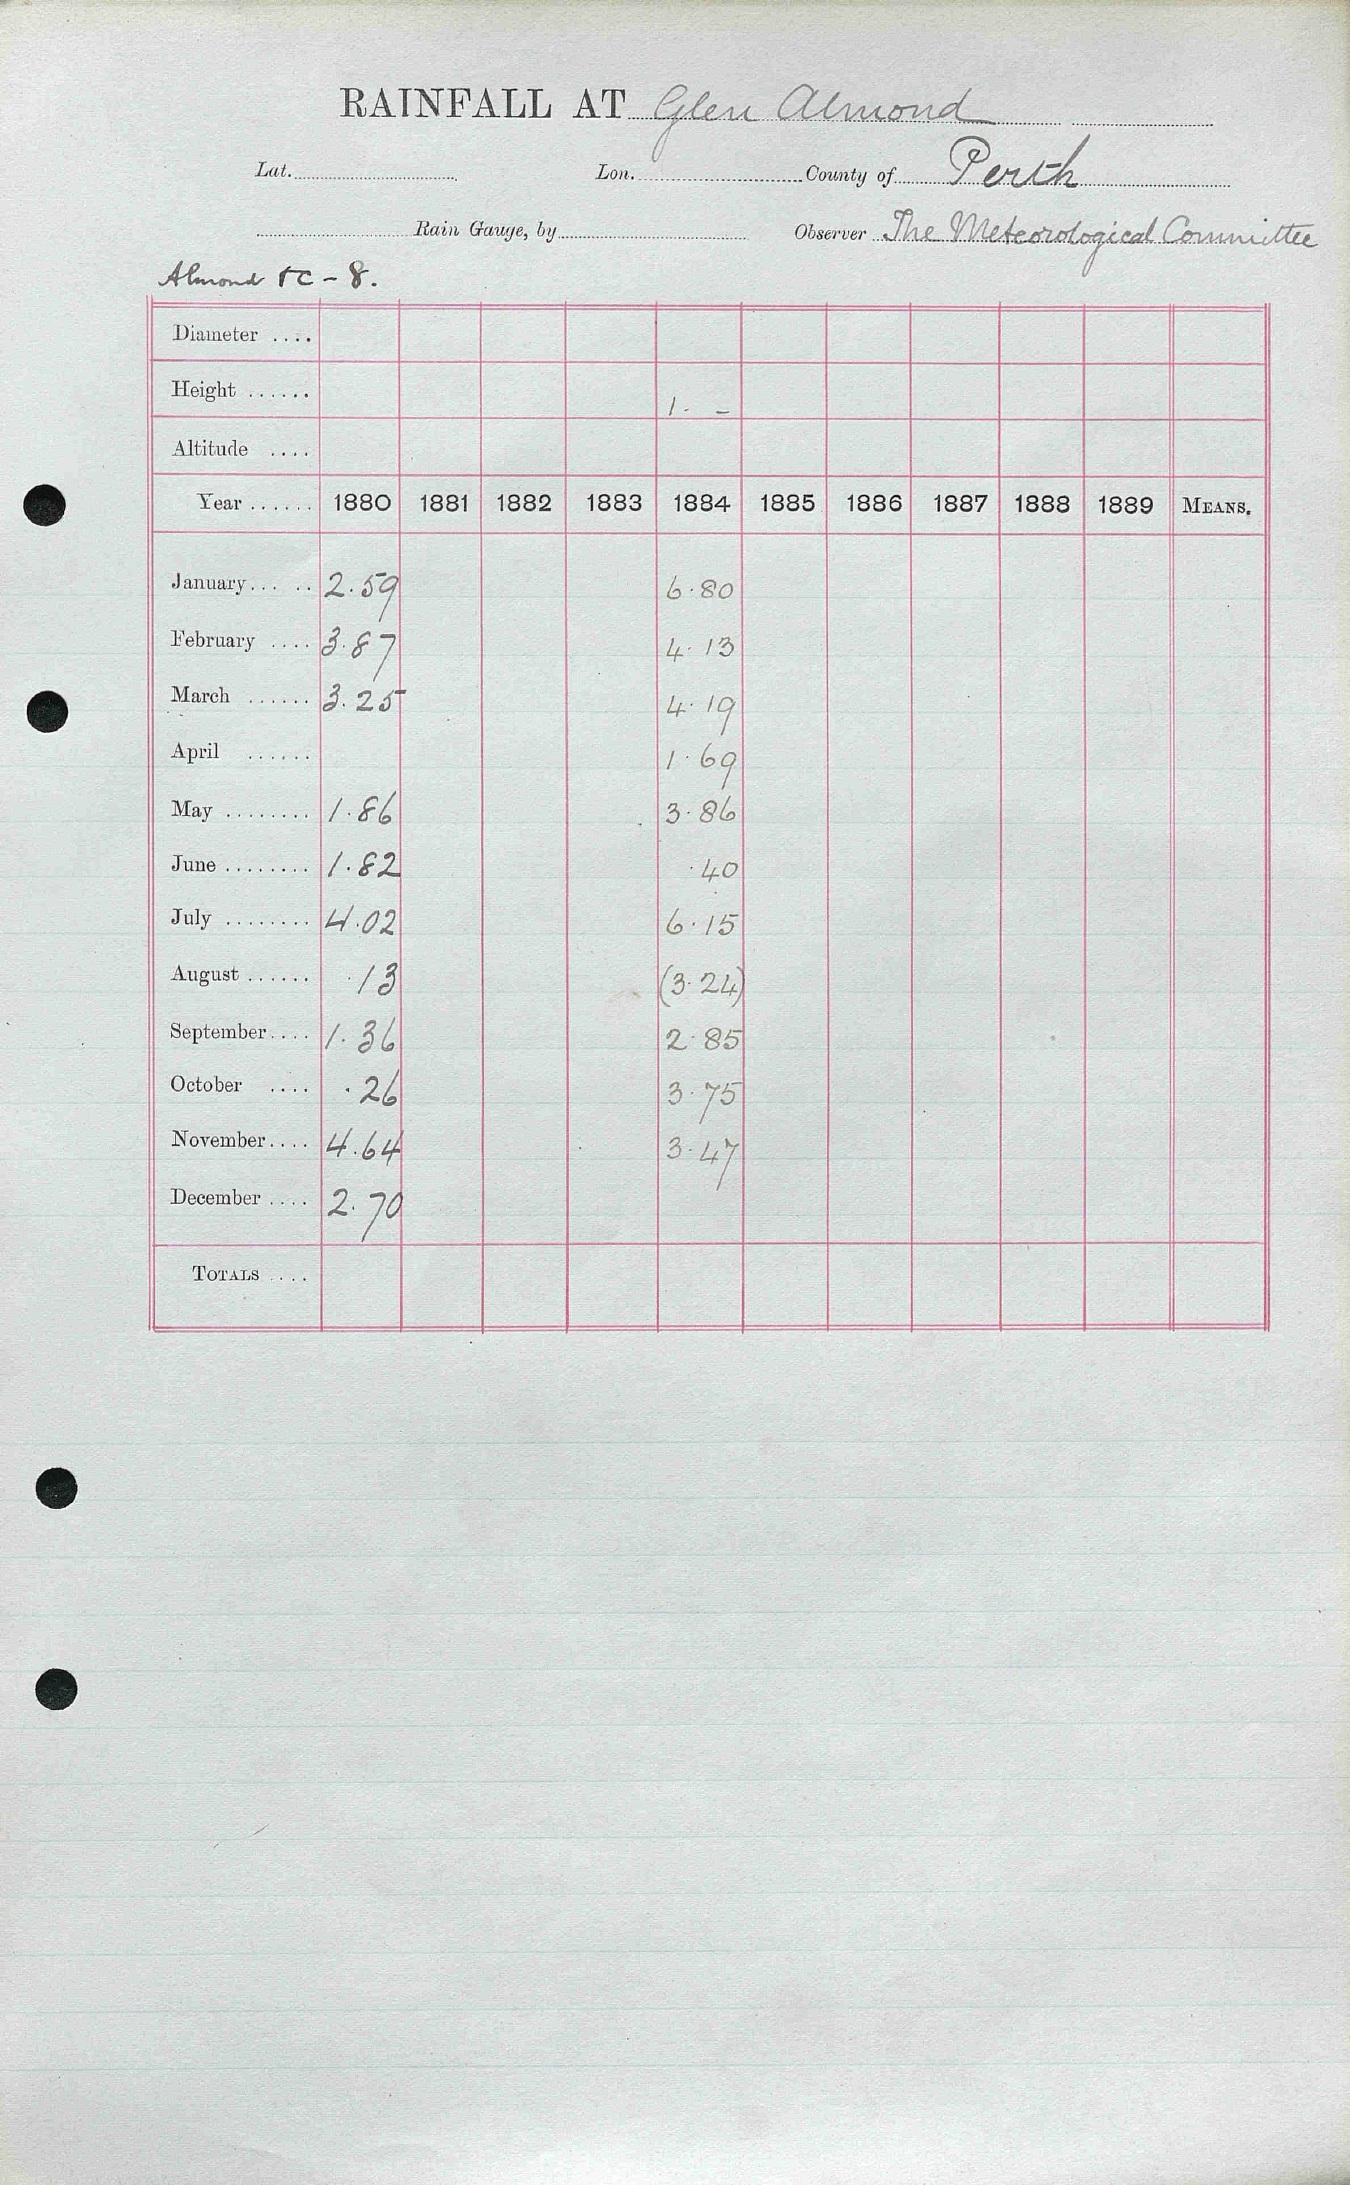 RAINFALL AT Glen Almond
Lat. Lon. County of Perth
Rain Gauge, by Observer The Meteorological Committee
Almond - 8.
Diameter ....
Height ...... 1. -
Altitude ....
Year ...... 1880 1881 1882 1883 1884 1885 1886 1887 1888 1889 MEANS.
January... .. 2.59 6.80
February .... 3.87 4.13
March ...... 3.25 4.19
April ...... 1.69
May ........ 1.86 3.86
June ........ 1.82 .40
July ........ 4.02 6.15
August ...... .13 (3.24)
September.... 1.36 2.85
October .... .26 3.75
November.... 4.64 3.47
December .... 2.70
TOTALS ....